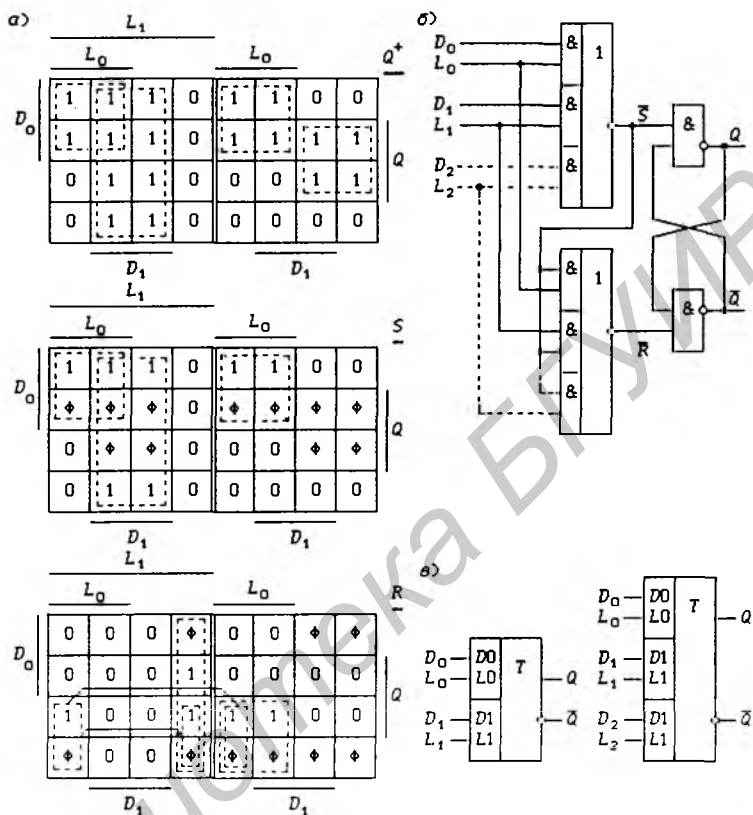 а)
L₁
L₀ L₀ Q⁺
D₀
1 1 1 0 1 1 0 0
1 1 1 0 1 1 1 1
0 1 1 0 0 0 1 1
0 1 1 0 0 0 0 0
Q
D₁ D₁
L₁
L₀ L₀ S
D₀
1 1 1 0 1 1 0 0
ϕ ϕ ϕ 0 ϕ ϕ ϕ ϕ
0 ϕ ϕ 0 0 0 ϕ ϕ
0 1 1 0 0 0 0 0
Q
D₁ D₁
L₁
L₀ L₀ R
D₀
0 0 0 ϕ 0 0 ϕ ϕ
0 0 0 1 0 0 0 0
1 0 0 1 1 1 0 0
ϕ 0 0 ϕ ϕ ϕ ϕ ϕ
Q
D₁ D₁
б)
D₀ & 1
L₀
D₁ &
L₁ S̅ & Q
D₂ &
L₂
& 1
& R̅ & Q̅
&
в)
D₀ D0 T
L₀ L0 Q
D₁ D1 Q̅
L₁ L1
D₀ D0 T
L₀ L0 Q
D₁ D1
L₁ L1
D₂ D1 Q̅
L₂ L1
иотека БГУИР